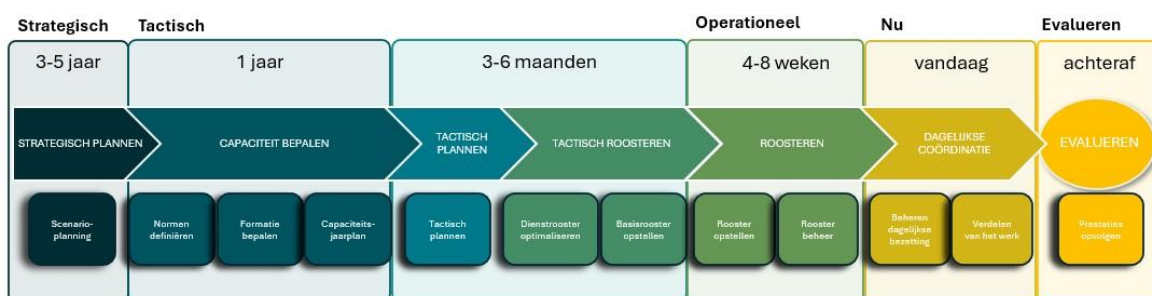 Strategisch
Tactisch
Operationeel
Nu
Evalueren
3-5 jaar
1 jaar
3-6 maanden
4-8 weken
vandaag
achteraf
STRATEGISCH PLANNEN
CAPACITEIT BEPALEN
TACTISCH
PLANNEN
TACTISCH ROOSTEREN
ROOSTEREN
DAGELIJKSE
COÖRDINATIE
EVALUEREN
Scenario-
planning
Normen
definiëren
Formatie
bepalen
Capaciteits-
jaarplan
Tactisch
plannen
Dienstrooster
optimaliseren
Basisrooster
opstellen
Rooster
opstellen
Rooster
beheer
Beheren
dagelijkse
bezetting
Verdelen
van het werk
Prestaties
opvolgen